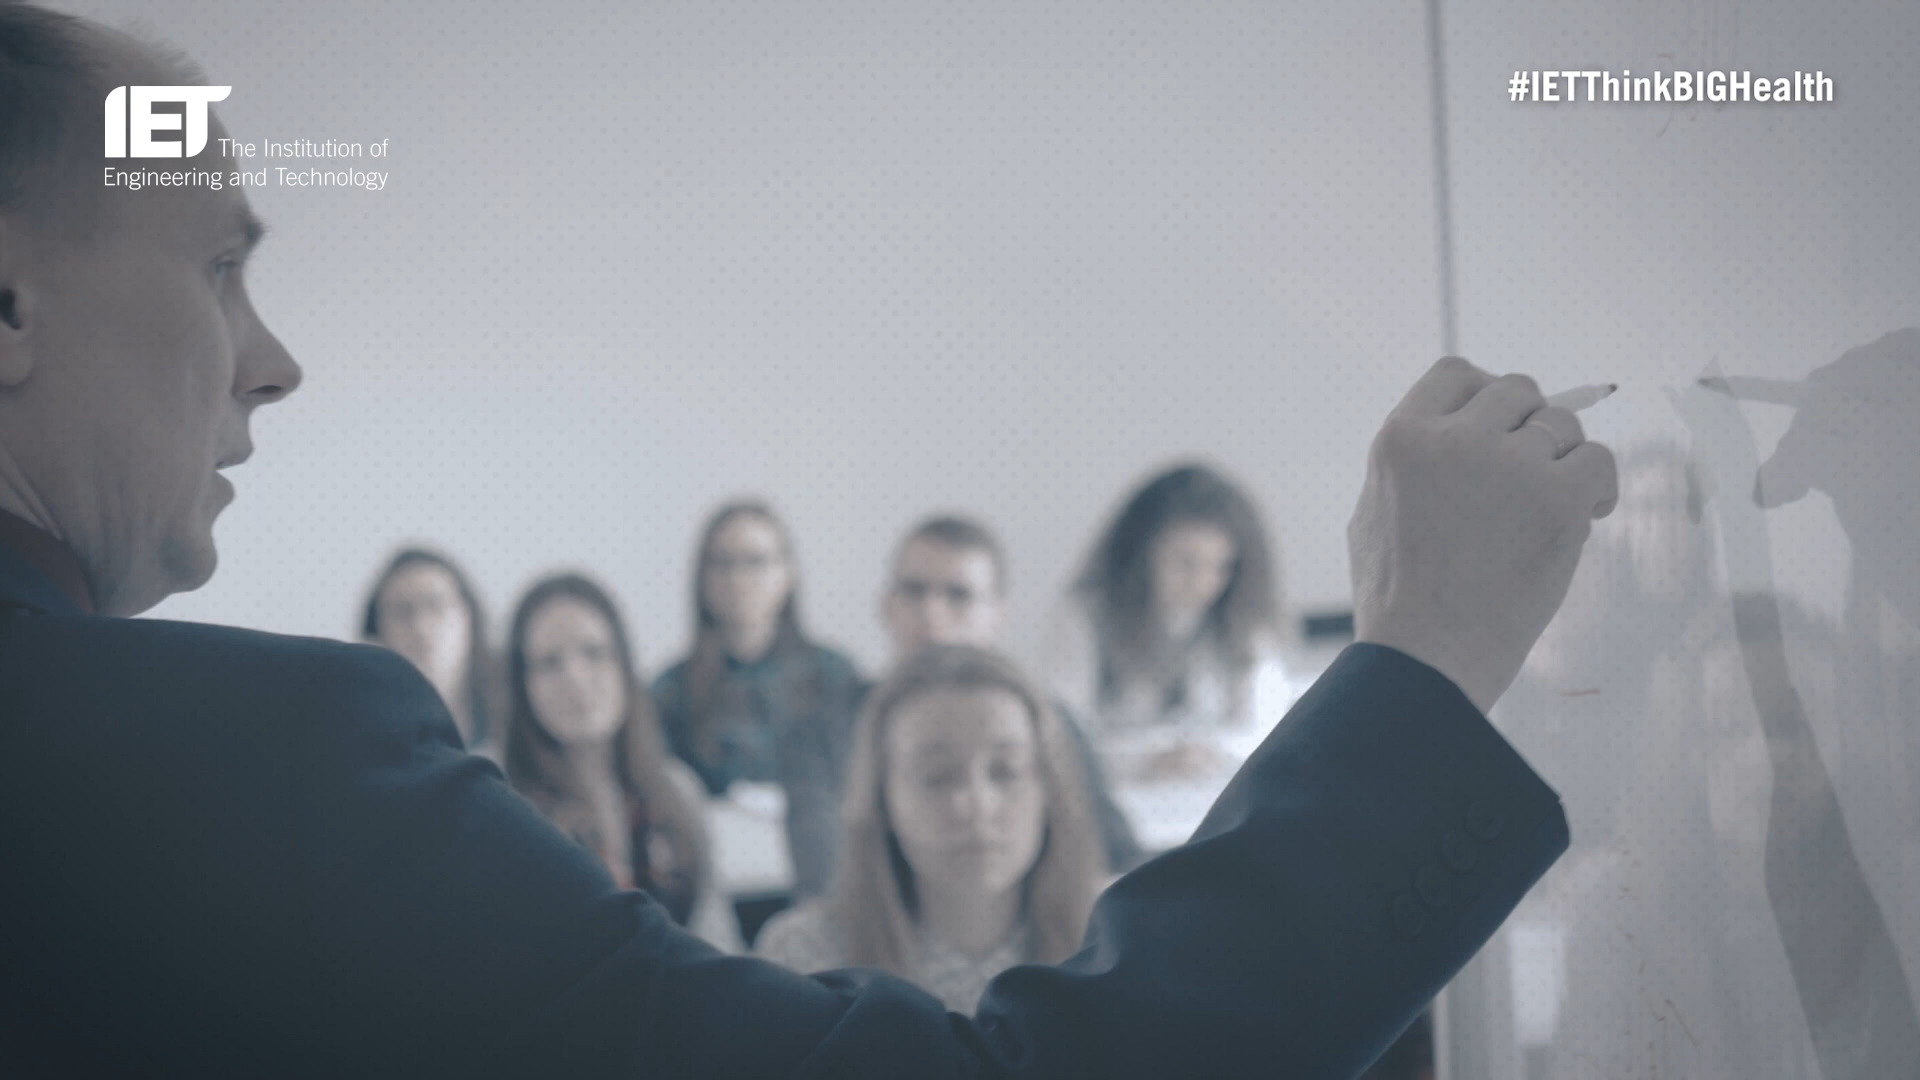 IET The Institution of
Engineering and Technology
#IETThinkBIGHealth